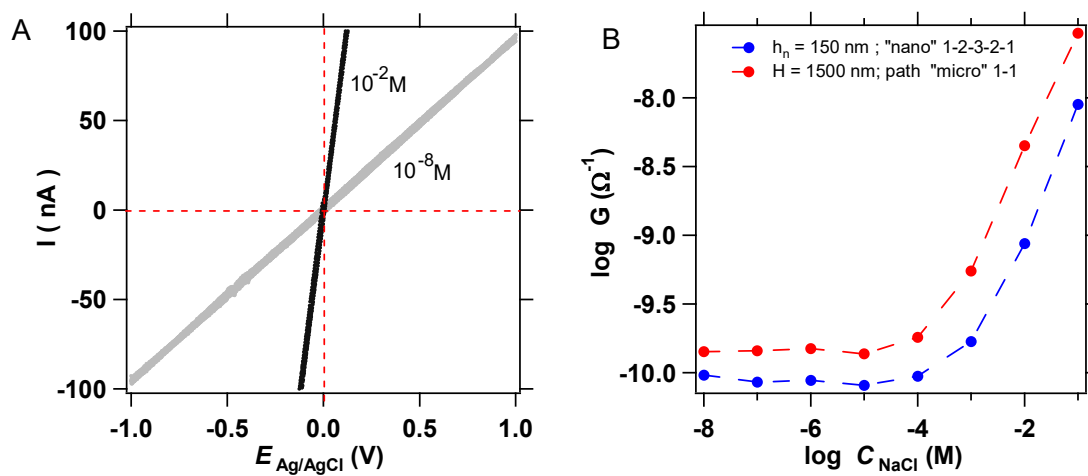 A
100
50
0
-50
-100
I ( nA)
10-2M
10-8M
-1.0 -0.5 0.0 0.5 1.0
E Ag/AgCl (V)
B
hn = 150 nm ; "nano" 1-2-3-2-1
H = 1500 nm; path "micro" 1-1
-8.0
-8.5
-9.0
-9.5
-10.0
log G (Ω-1)
-8 -6 -4 -2
log CNaCl (M)